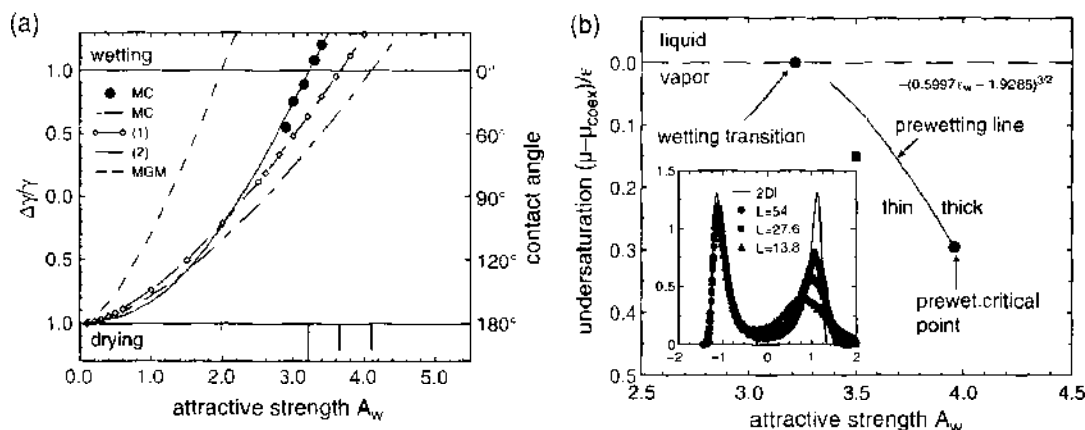 (a)
wetting
1.0
0.5
0.0
0.5
1.0
Δγ/γ
MC
MC
(1)
(2)
MGM
drying
0°
60°
90°
120°
180°
contact angle
0.0 1.0 2.0 3.0 4.0 5.0
attractive strength A_w
(b)
liquid
0.0
vapor
0.1
0.2
0.3
0.4
0.5
undersaturation (μ−μ_coex)/ε
−(0.5997ε_w − 1.9285)^3/2
wetting transition
prewetting line
thin thick
prewet.critical
point
1.5
0.75
0
2DI
L=54
L=27.6
L=13.8
−2 −1 0 1 2
2.5 3.0 3.5 4.0 4.5
attractive strength A_w